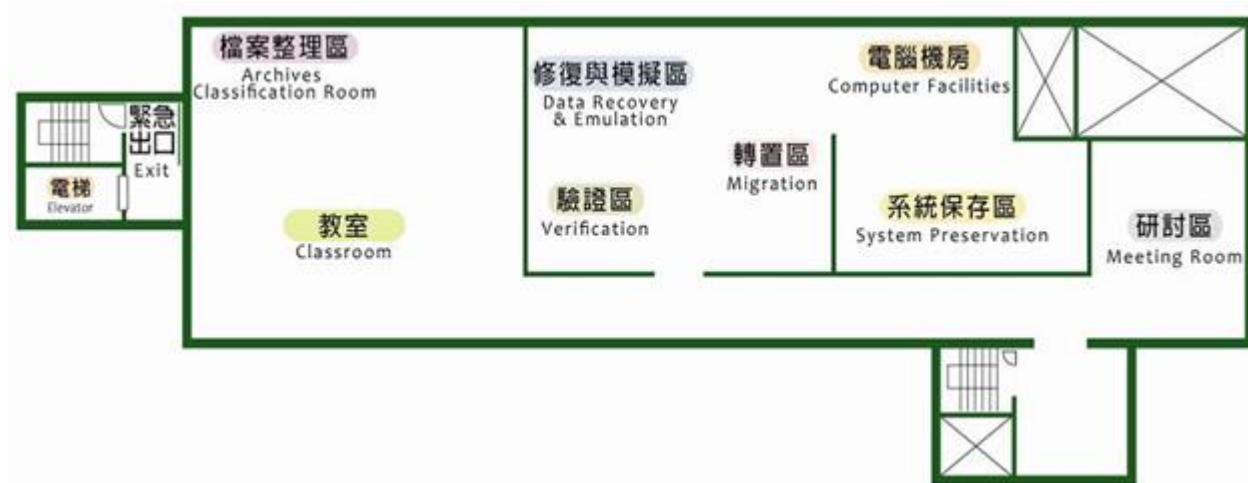 檔案整理區
Archives
Classification Room
修復與模擬區
Data Recovery
& Emulation
電腦機房
Computer Facilities
緊急
出口
Exit
電梯
Elevator
轉置區
Migration
驗證區
Verification
系統保存區
System Preservation
教室
Classroom
研討區
Meeting Room